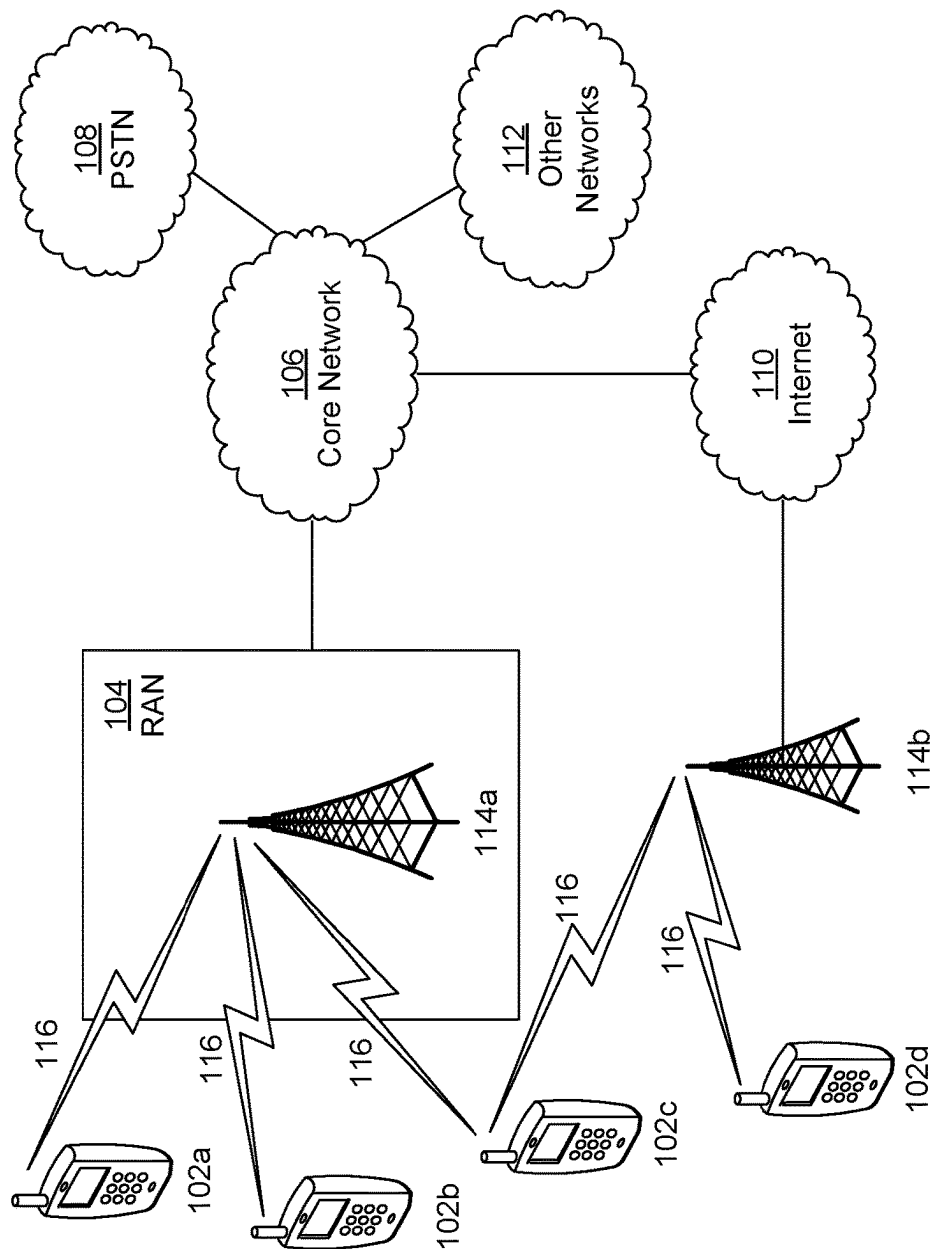 102a
116
102b
116
102c
116
116
102d
116
104
RAN
114a
114b
106
Core Network
110
Internet
108
PSTN
112
Other
Networks